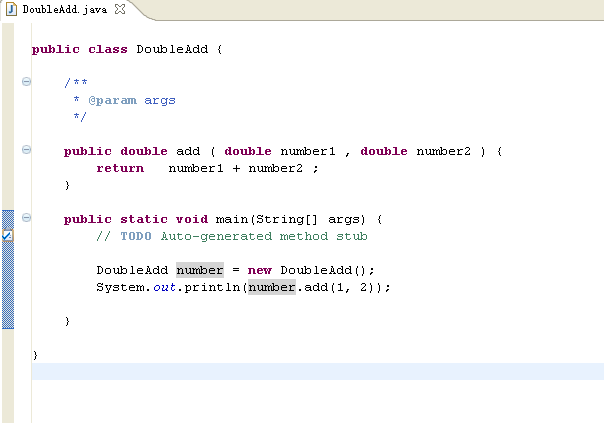 DoubleAdd.java
public class DoubleAdd {
/**
* @param args
*/
public double add ( double number1 , double number2 ) {
return   number1 + number2 ;
}
public static void main(String[] args) {
// TODO Auto-generated method stub
DoubleAdd number = new DoubleAdd();
System.out.println(number.add(1, 2));
}
}